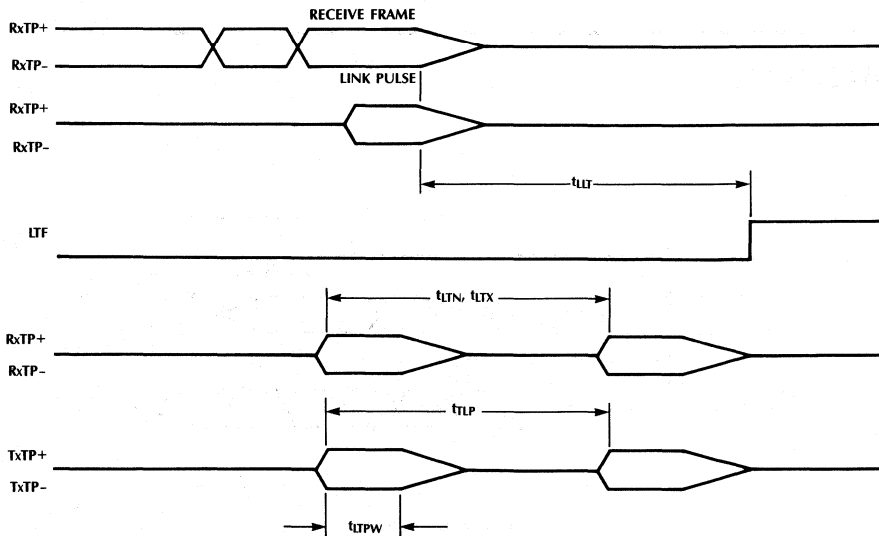 RECEIVE FRAME
RxTP+
RxTP–
LINK PULSE
RxTP+
RxTP–
tLLT
LTF
tLTN, tLTX
RxTP+
RxTP–
tTLP
TxTP+
TxTP–
tLTPW